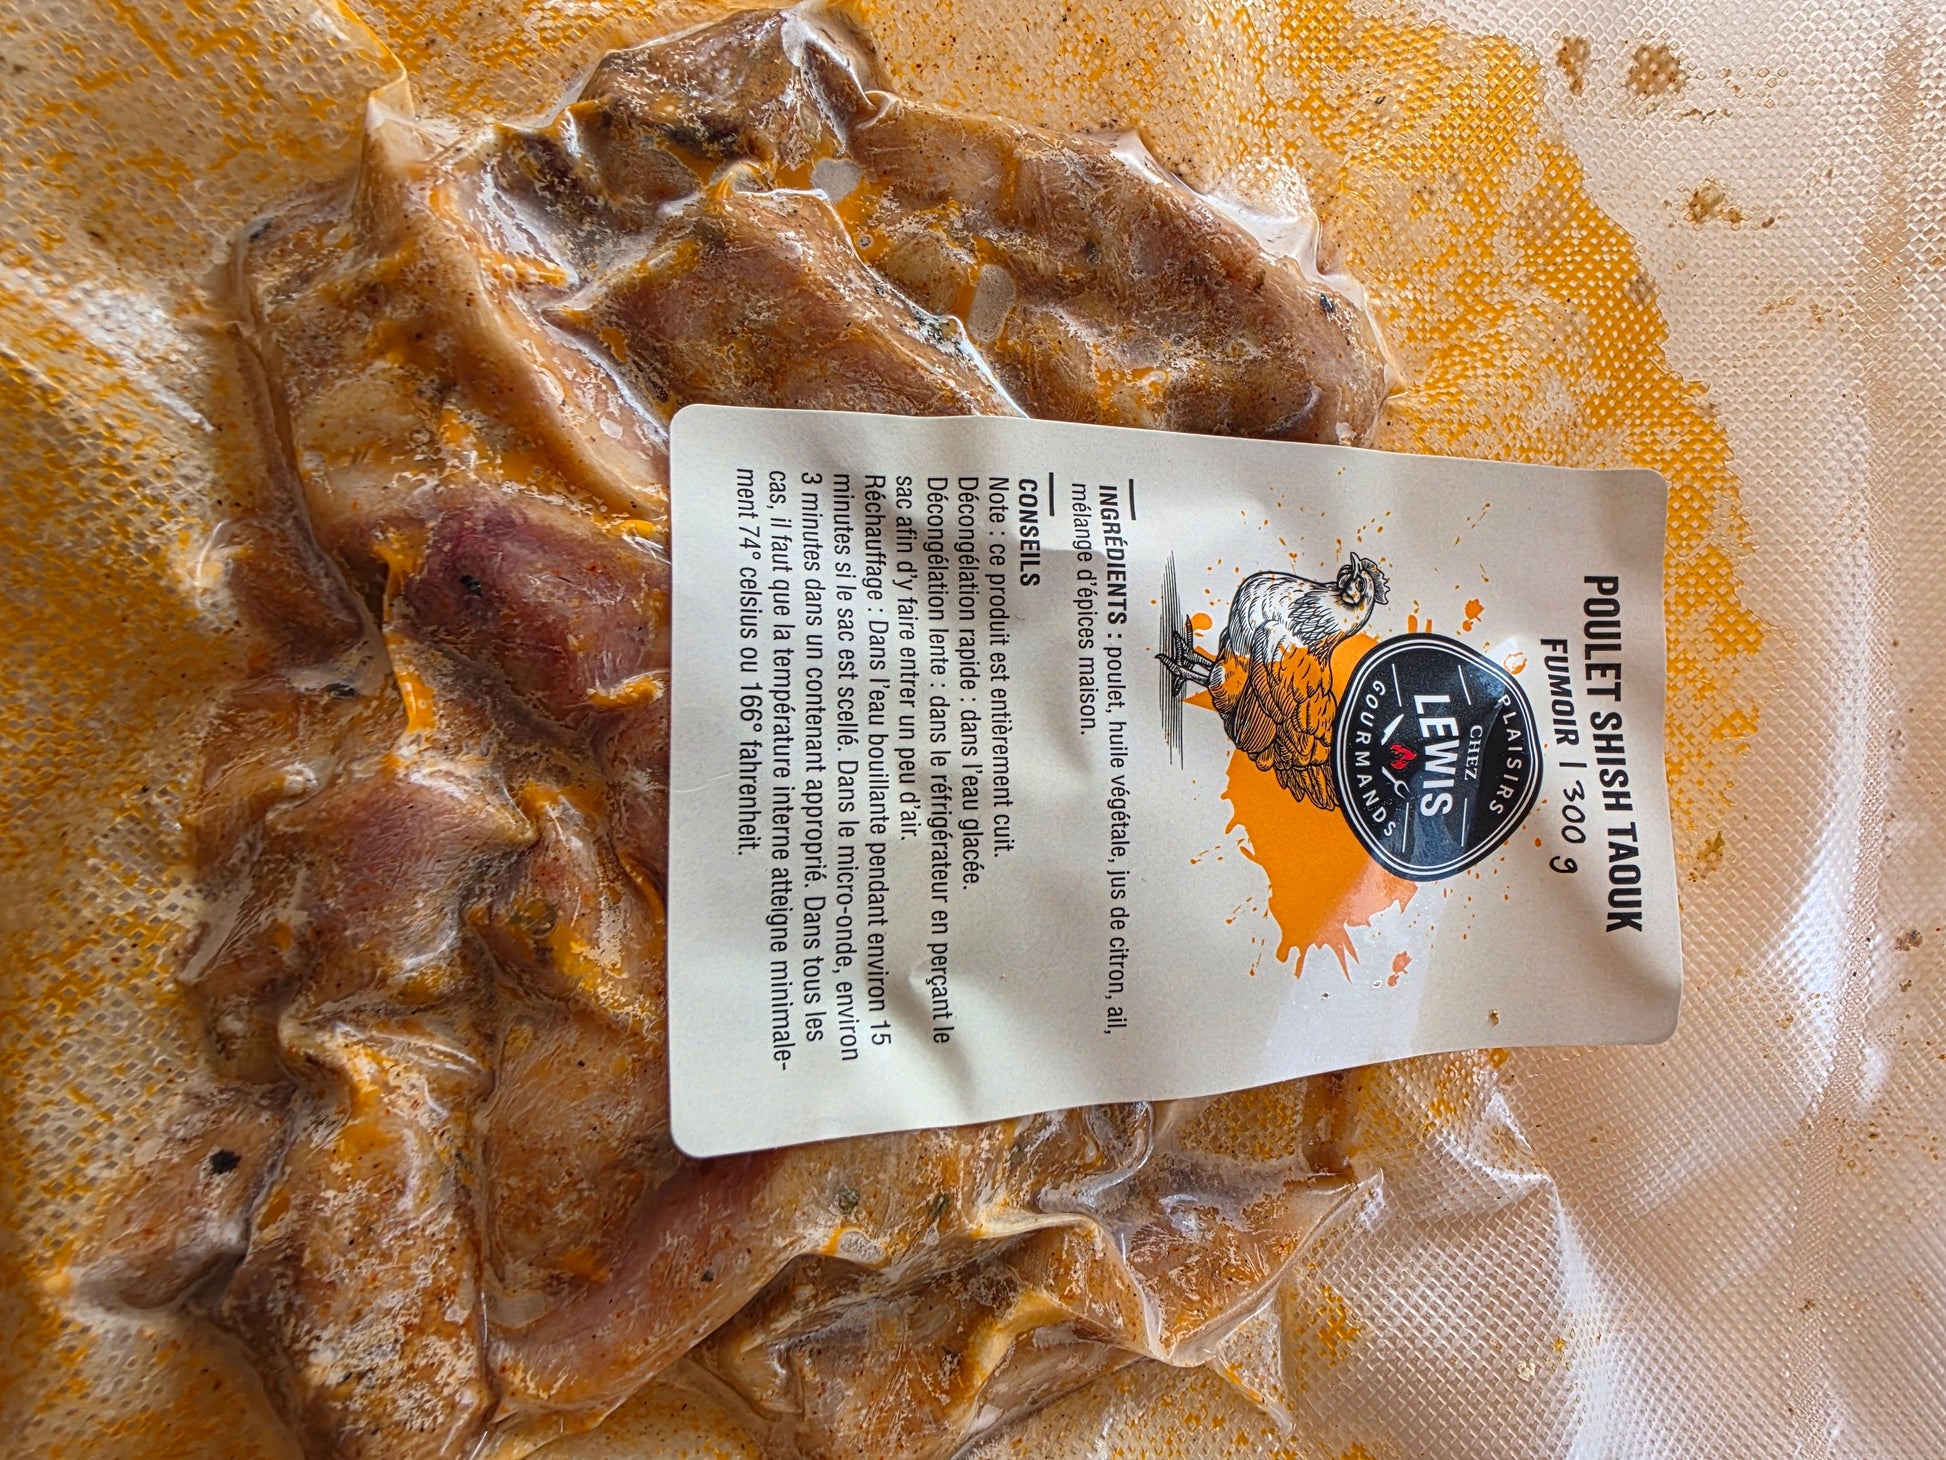 POULET SHISH TAOUK
FUMOIR | 300 g
PLAISIRS
CHEZ
LEWIS
GOURMANDS
INGRÉDIENTS : poulet, huile végétale, jus de citron, ail,
mélange d'épices maison.
CONSEILS
Note : ce produit est entièrement cuit.
Décongélation rapide : dans l'eau glacée.
Décongélation lente : dans le réfrigérateur en perçant le
sac afin d'y faire entrer un peu d'air.
Réchauffage : Dans l'eau bouillante pendant environ 15
minutes si le sac est scellé. Dans le micro-onde, environ
3 minutes dans un contenant approprié. Dans tous les
cas, il faut que la température interne atteigne minimale-
ment 74° celsius ou 166° fahrenheit.